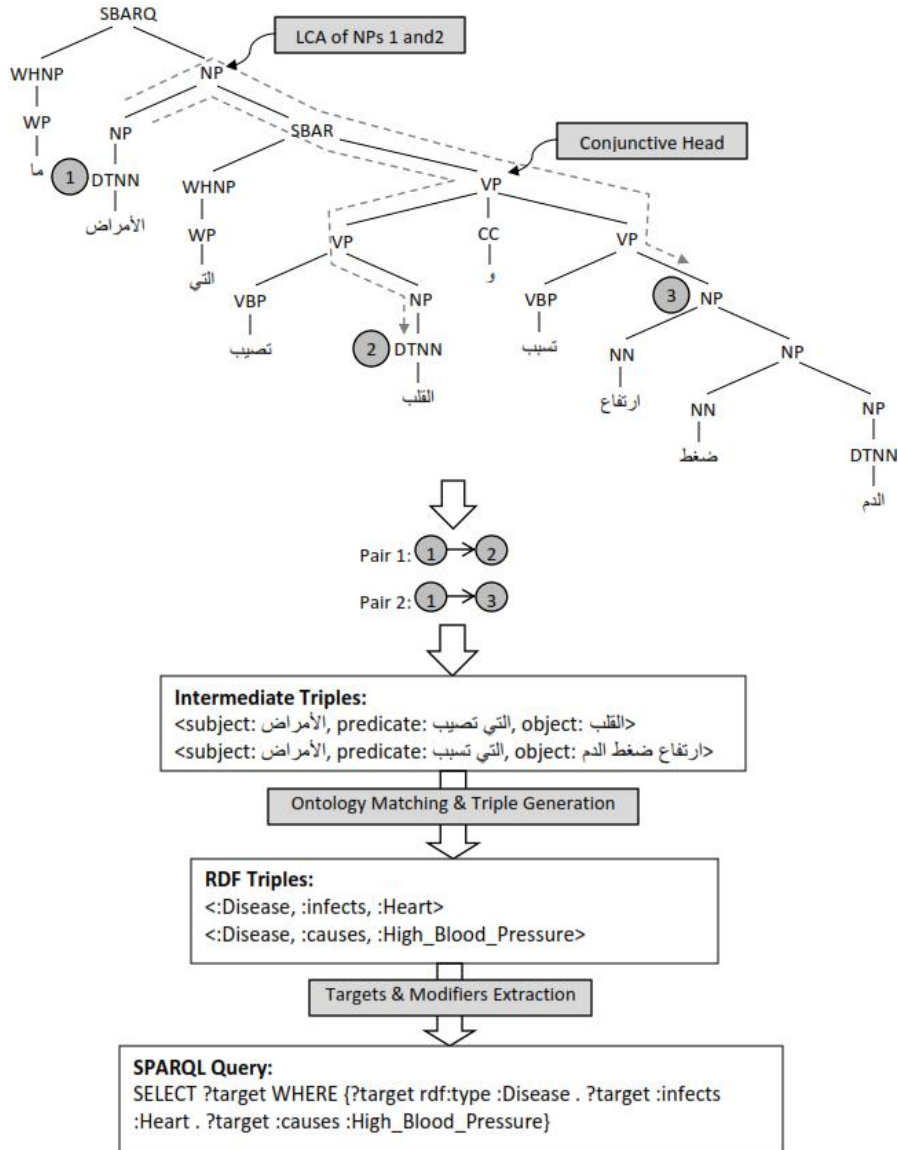 SBARQ
LCA of NPs 1 and2
WHNP
NP
WP
NP
SBAR
Conjunctive Head
ما
1
DTNN
WHNP
VP
الأمراض
WP
VP
CC
VP
التي
و
VBP
NP
VBP
3
NP
تصيب
2
DTNN
تسبب
NN
NP
القلب
ارتفاع
NN
NP
ضغط
DTNN
الدم
Pair 1: 1 2
Pair 2: 1 3
Intermediate Triples:
<subject: الأمراض, predicate: التي تصيب, object: القلب>
<subject: الأمراض, predicate: التي تسبب, object: ارتفاع ضغط الدم>
Ontology Matching & Triple Generation
RDF Triples:
<:Disease, :infects, :Heart>
<:Disease, :causes, :High_Blood_Pressure>
Targets & Modifiers Extraction
SPARQL Query:
SELECT ?target WHERE {?target rdf:type :Disease . ?target :infects
:Heart . ?target :causes :High_Blood_Pressure}